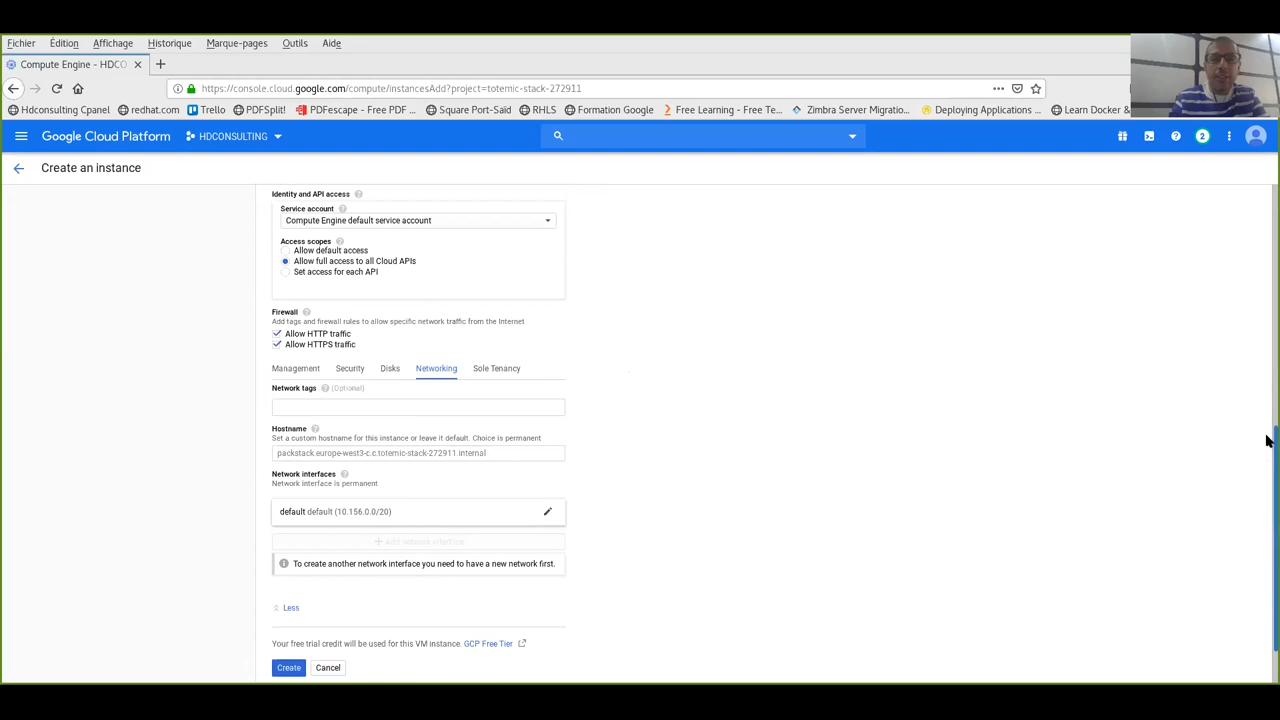 Fichier Édition Affichage Historique Marque-pages Outils Aide
Compute Engine - HDCO
https://console.cloud.google.com/compute/instancesAdd?project=totemic-stack-272911
Hdconsulting Cpanel redhat.com Trello PDFSplit! PDFescape - Free PDF ... Square Port-Saïd RHLS Formation Google Free Learning - Free Te... Zimbra Server Migratio... Deploying Applications ... Learn Docker &
Google Cloud Platform HDCONSULTING 2
Create an instance
Identity and API access
Service account
Compute Engine default service account
Access scopes
Allow default access
Allow full access to all Cloud APIs
Set access for each API
Firewall
Add tags and firewall rules to allow specific network traffic from the Internet
Allow HTTP traffic
Allow HTTPS traffic
Management Security Disks Networking Sole Tenancy
Network tags (Optional)
Hostname
Set a custom hostname for this instance or leave it default. Choice is permanent
packstack.europe-west3-c.c.totemic-stack-272911.internal
Network interfaces
Network interface is permanent
default default (10.156.0.0/20)
+ Add network interface
To create another network interface you need to have a new network first.
Less
Your free trial credit will be used for this VM instance. GCP Free Tier
Create Cancel